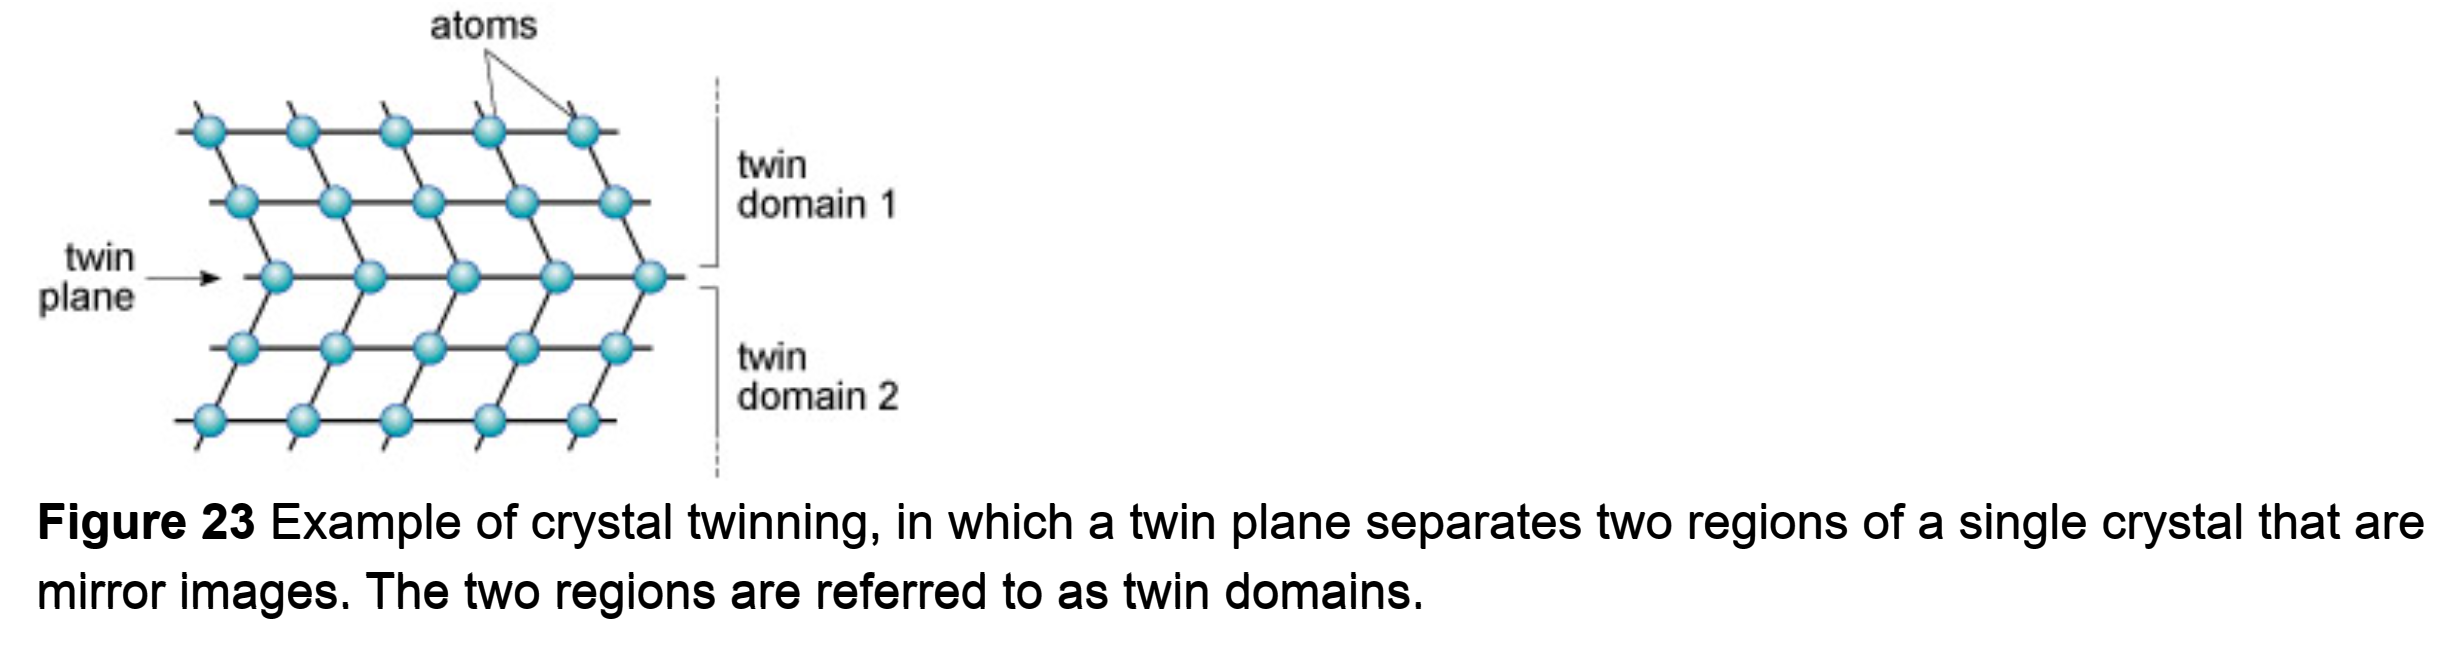 atoms
twin
domain 1
twin
plane
twin
domain 2
Figure 23 Example of crystal twinning, in which a twin plane separates two regions of a single crystal that are
mirror images. The two regions are referred to as twin domains.